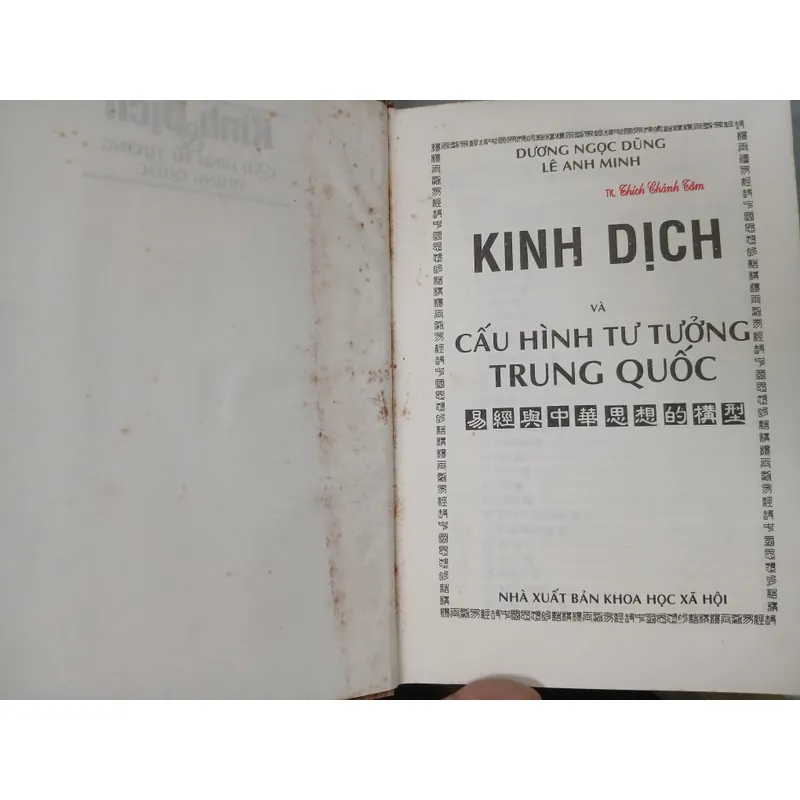 DƯƠNG NGỌC DŨNG
LÊ ANH MINH
TK. Thích Chánh Tâm
KINH DỊCH
VÀ
CẤU HÌNH TƯ TƯỞNG
TRUNG QUỐC
易經與中華思想的構型
NHÀ XUẤT BẢN KHOA HỌC XÃ HỘI